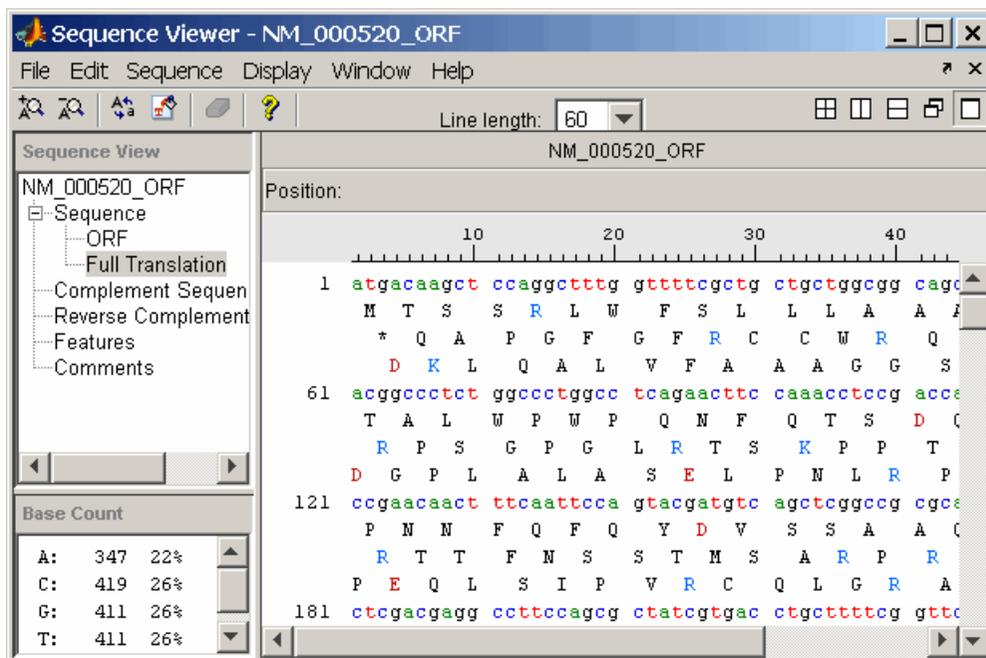 Sequence Viewer - NM_000520_ORF
File Edit Sequence Display Window Help
Line length: 60
Sequence View
NM_000520_ORF
Sequence
ORF
Full Translation
Complement Sequen
Reverse Complement
Features
Comments
Base Count
A: 347 22%
C: 419 26%
G: 411 26%
T: 411 26%
NM_000520_ORF
Position:
10 20 30 40
1 atgacaagct ccaggctttg gttttcgctg ctgctggcgg cagc
M T S S R L W F S L L L A A A
* Q A P G F G F R C C W R Q
D K L Q A L V F A A A G G S
61 acggccctct ggccctggcc tcagaacttc caaacctccg acca
T A L W P W P Q N F Q T S D Q
R P S G P G L R T S K P P T
D G P L A L A S E L P N L R P
121 ccgaacaact ttcaattcca gtacgatgtc agctcggccg cgca
P N N F Q F Q Y D V S S A A Q
R T T F N S S T M S A R P R
P E Q L S I P V R C Q L G R A
181 ctcgacgagg ccttccagcg ctatcgtgac ctgcttttcg gttc